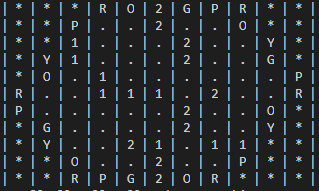 | * | * | * | R | O | 2 | G | P | R | * | * |
| * | * | P | . | . | 2 | . | . | O | * | * |
| * | * | 1 | . | . | . | 2 | . | . | Y | * |
| * | Y | 1 | . | . | . | 2 | . | . | G | * |
| * | O | . | 1 | . | . | . | . | . | . | P |
| R | . | . | 1 | 1 | 1 | . | 2 | . | . | R |
| P | . | . | . | . | . | 2 | . | . | O | * |
| * | G | . | . | . | . | 2 | . | . | Y | * |
| * | Y | . | . | 2 | 1 | . | 1 | 1 | * | * |
| * | * | O | . | . | 2 | . | . | P | * | * |
| * | * | R | P | G | 2 | O | R | * | * | * |